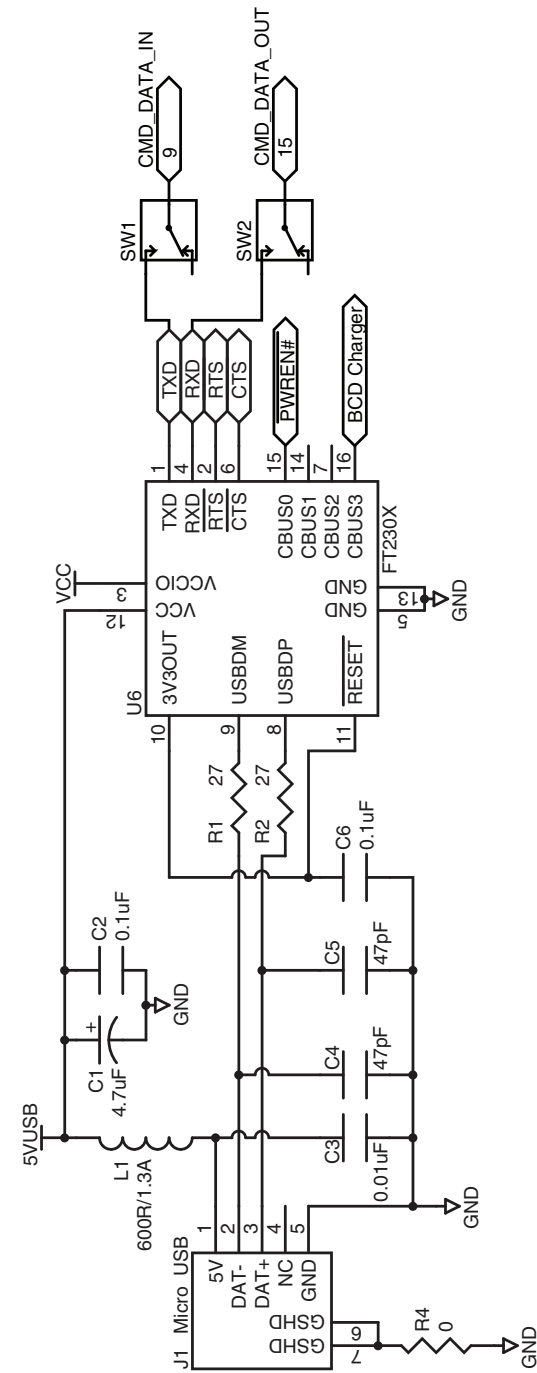 5VUSB
L1
600R/1.3A
C1
+
4.7uF
C2
0.1uF
GND
J1 Micro USB
5V
DAT-
DAT+
NC
GND
1
2
3
4
5
GSHD
GSHD
7
6
R4
0
GND
C3
0.01uF
C4
47pF
C5
47pF
C6
0.1uF
GND
R1 27
R2 27
U6
10
9
8
11
3V3OUT
USBDM
USBDP
RESET
VCC
12
VCCIO
3
VCC
GND
GND
5
13
GND
FT230X
TXD
RXD
RTS
CTS
CBUS0
CBUS1
CBUS2
CBUS3
1
4
2
6
15
14
7
16
TXD
RXD
RTS
CTS
PWREN#
BCD Charger
SW1
CMD_DATA_IN
9
SW2
CMD_DATA_OUT
15